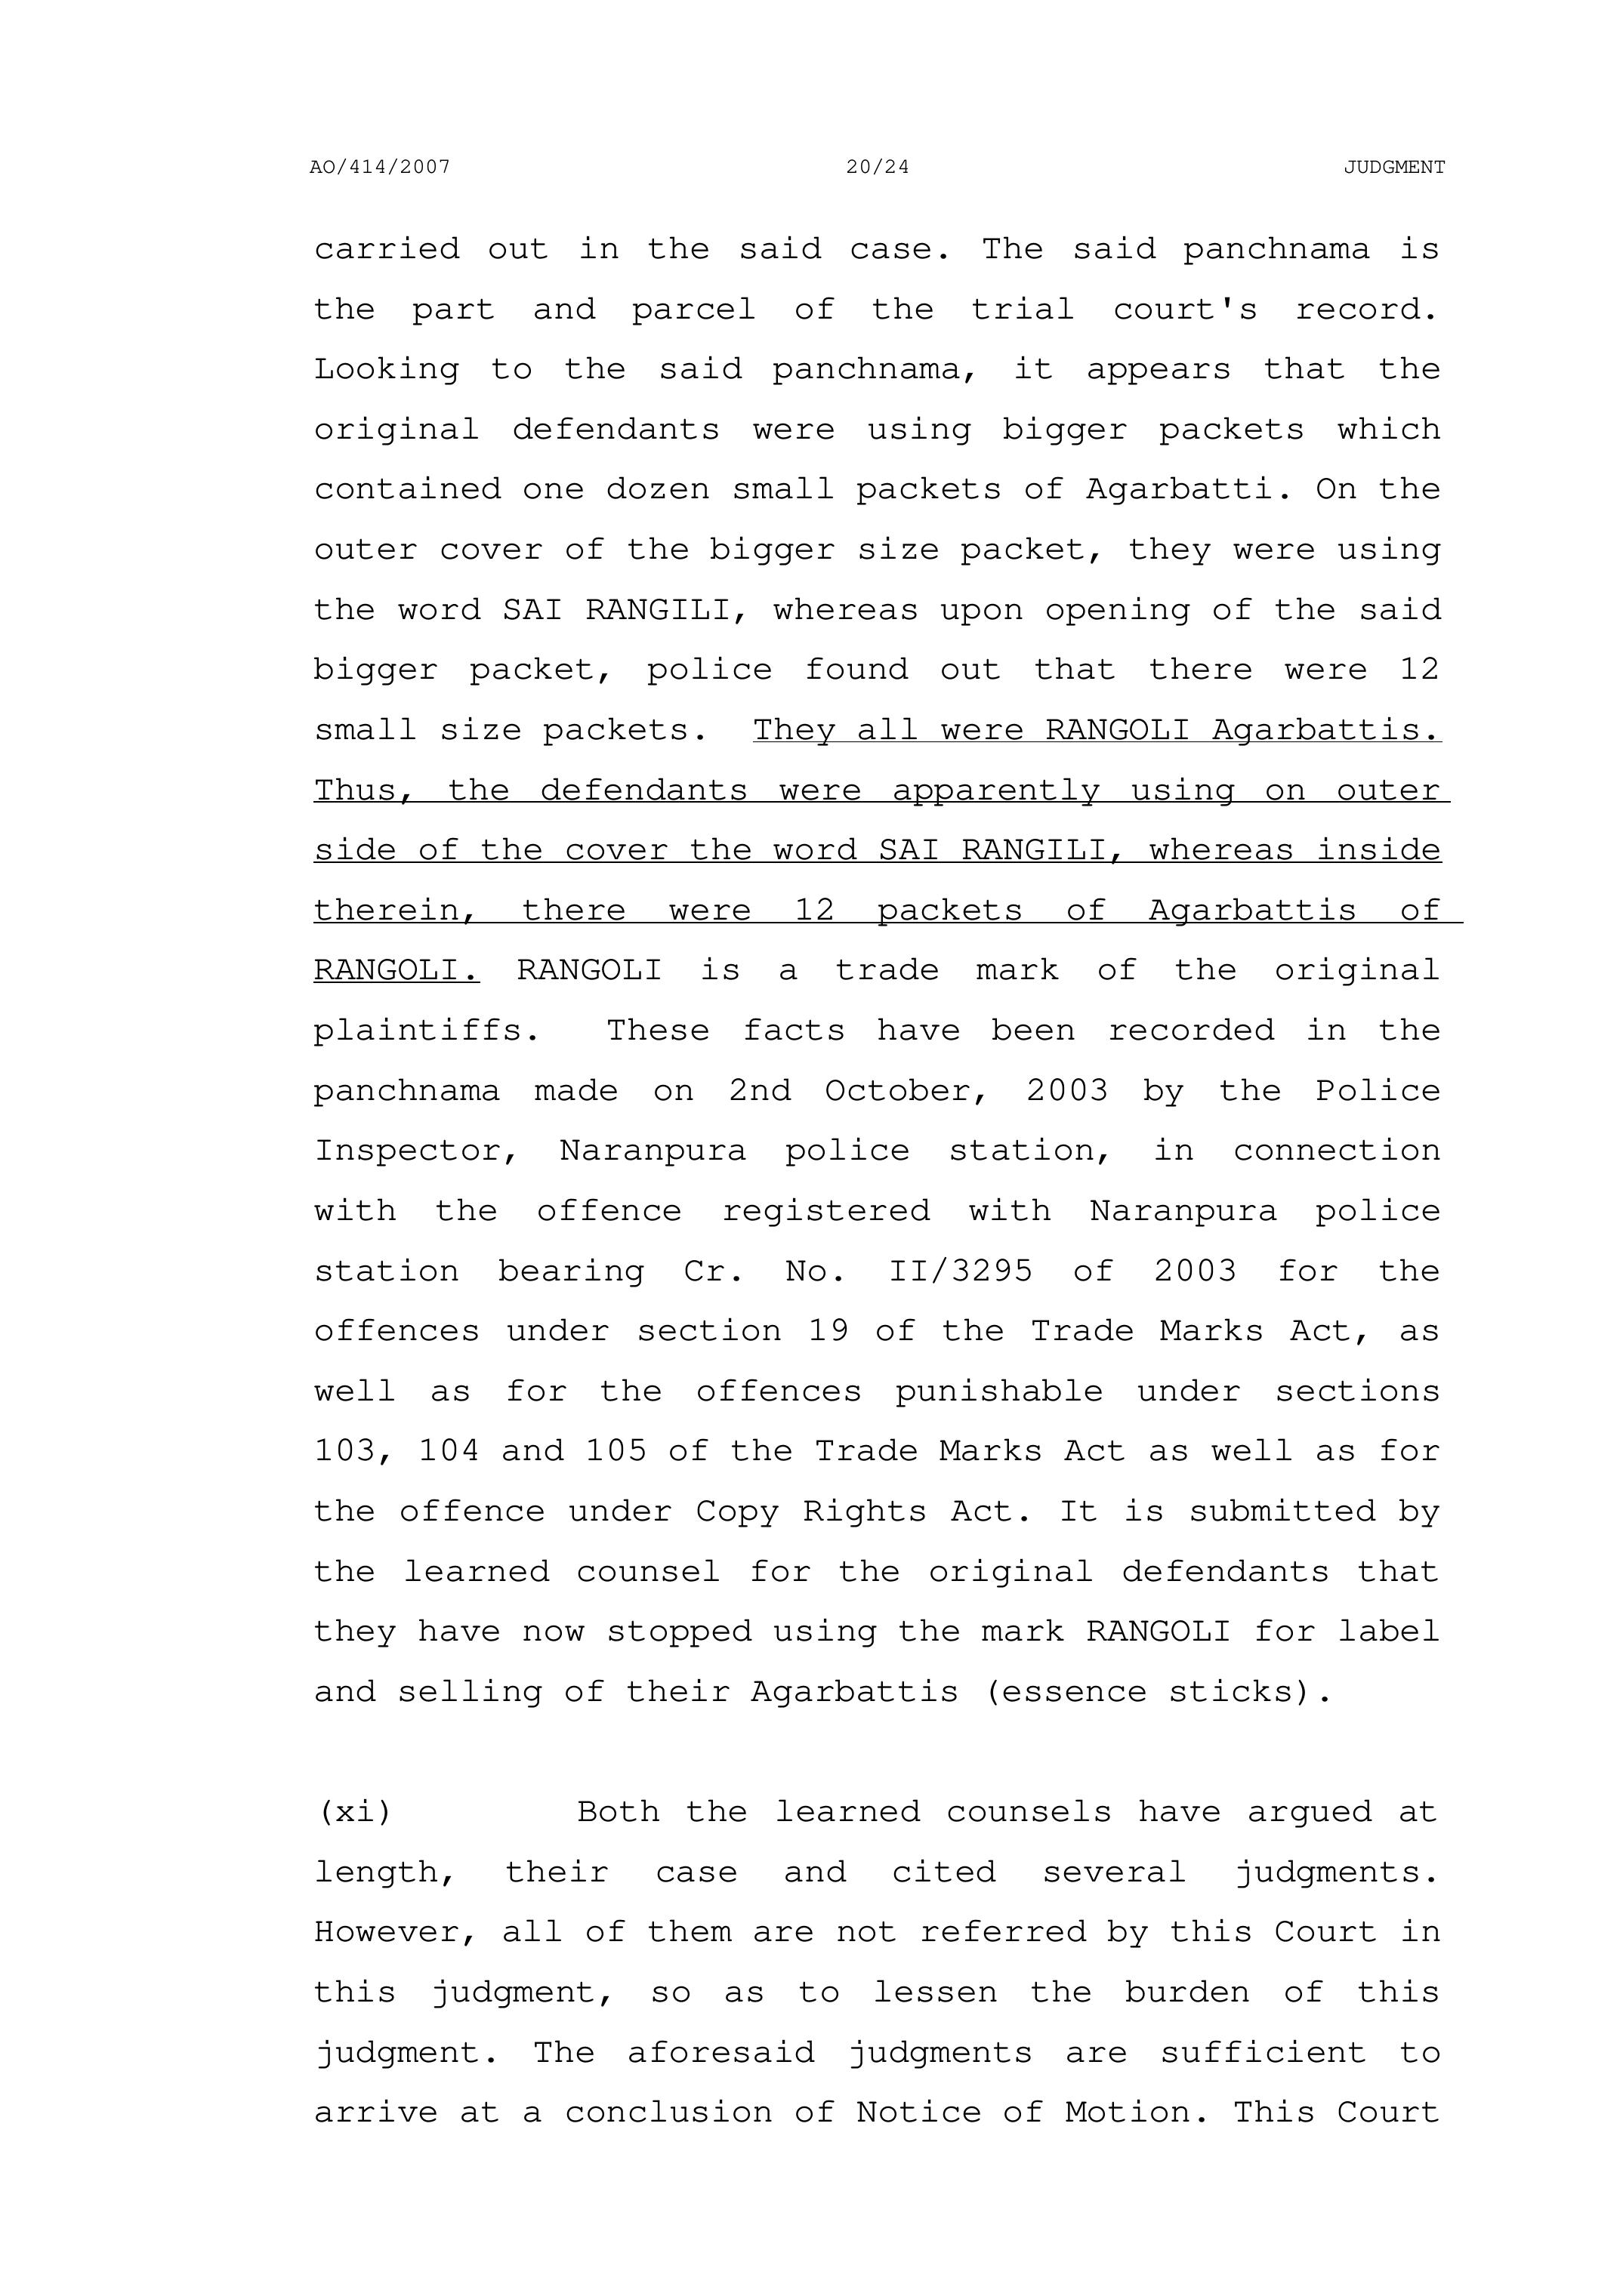 AO/414/2007 20/24 JUDGMENT
carried out in the said case. The said panchnama is
the part and parcel of the trial court's record.
Looking to the said panchnama, it appears that the
original defendants were using bigger packets which
contained one dozen small packets of Agarbatti. On the
outer cover of the bigger size packet, they were using
the word SAI RANGILI, whereas upon opening of the said
bigger packet, police found out that there were 12
small size packets. They all were RANGOLI Agarbattis.
Thus, the defendants were apparently using on outer
side of the cover the word SAI RANGILI, whereas inside
therein, there were 12 packets of Agarbattis of
RANGOLI. RANGOLI is a trade mark of the original
plaintiffs. These facts have been recorded in the
panchnama made on 2nd October, 2003 by the Police
Inspector, Naranpura police station, in connection
with the offence registered with Naranpura police
station bearing Cr. No. II/3295 of 2003 for the
offences under section 19 of the Trade Marks Act, as
well as for the offences punishable under sections
103, 104 and 105 of the Trade Marks Act as well as for
the offence under Copy Rights Act. It is submitted by
the learned counsel for the original defendants that
they have now stopped using the mark RANGOLI for label
and selling of their Agarbattis (essence sticks).
(xi) Both the learned counsels have argued at
length, their case and cited several judgments.
However, all of them are not referred by this Court in
this judgment, so as to lessen the burden of this
judgment. The aforesaid judgments are sufficient to
arrive at a conclusion of Notice of Motion. This Court